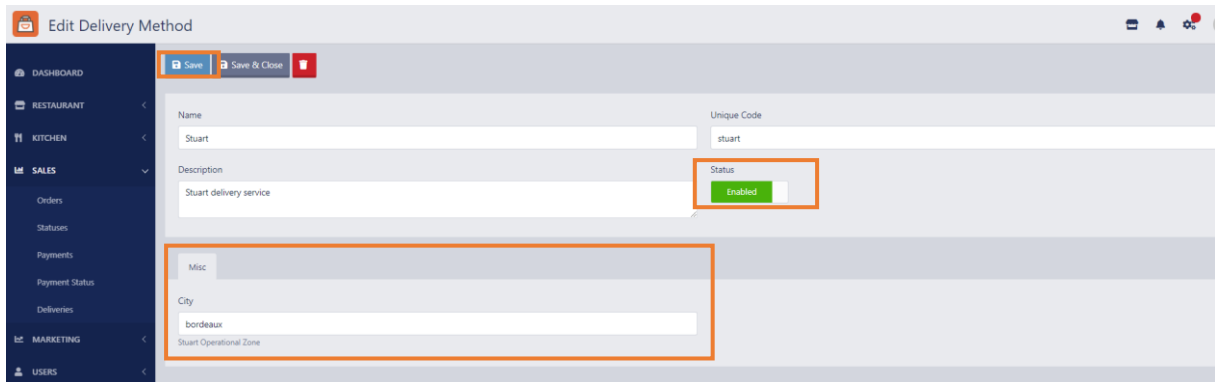 Edit Delivery Method
DASHBOARD
RESTAURANT
KITCHEN
SALES
Orders
Statuses
Payments
Payment Status
Deliveries
MARKETING
USERS
Save
Save & Close
Name
Unique Code
Stuart
stuart
Description
Status
Stuart delivery service
Enabled
Misc
City
bordeaux
Stuart Operational Zone